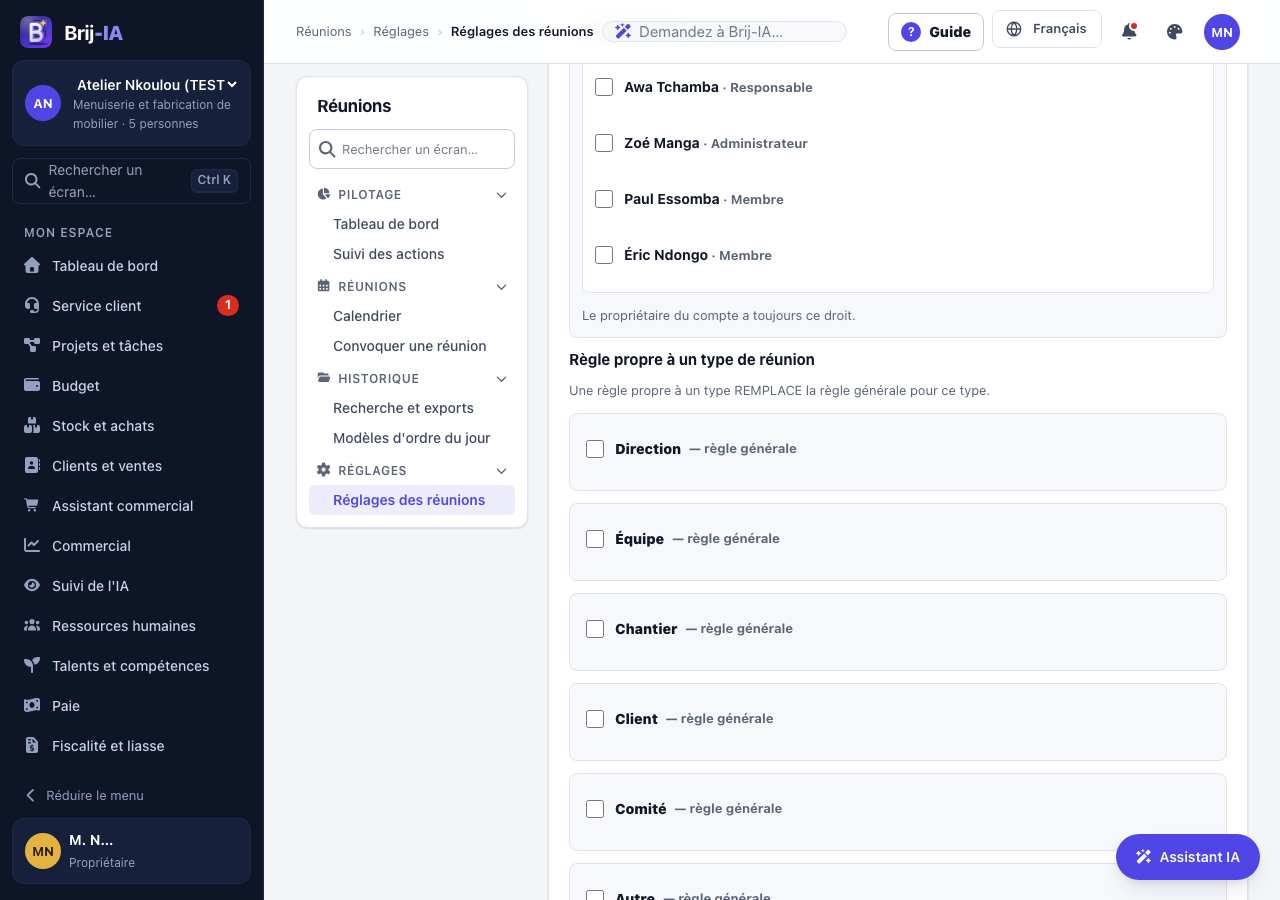 Brij-IA
AN
Atelier Nkoulou (TEST
Menuiserie et fabrication de
mobilier · 5 personnes
Rechercher un
écran...
Ctrl K
MON ESPACE
Tableau de bord
Service client
1
Projets et tâches
Budget
Stock et achats
Clients et ventes
Assistant commercial
Commercial
Suivi de l'IA
Ressources humaines
Talents et compétences
Paie
Fiscalité et liasse
Réduire le menu
MN
M. N...
Propriétaire
Réunions › Réglages › Réglages des réunions
Demandez à Brij-IA...
? Guide
Français
MN
Réunions
Rechercher un écran...
PILOTAGE
Tableau de bord
Suivi des actions
RÉUNIONS
Calendrier
Convoquer une réunion
HISTORIQUE
Recherche et exports
Modèles d'ordre du jour
RÉGLAGES
Réglages des réunions
Awa Tchamba · Responsable
Zoé Manga · Administrateur
Paul Essomba · Membre
Éric Ndongo · Membre
Le propriétaire du compte a toujours ce droit.
Règle propre à un type de réunion
Une règle propre à un type REMPLACE la règle générale pour ce type.
Direction — règle générale
Équipe — règle générale
Chantier — règle générale
Client — règle générale
Comité — règle générale
Autre — règle générale
Assistant IA